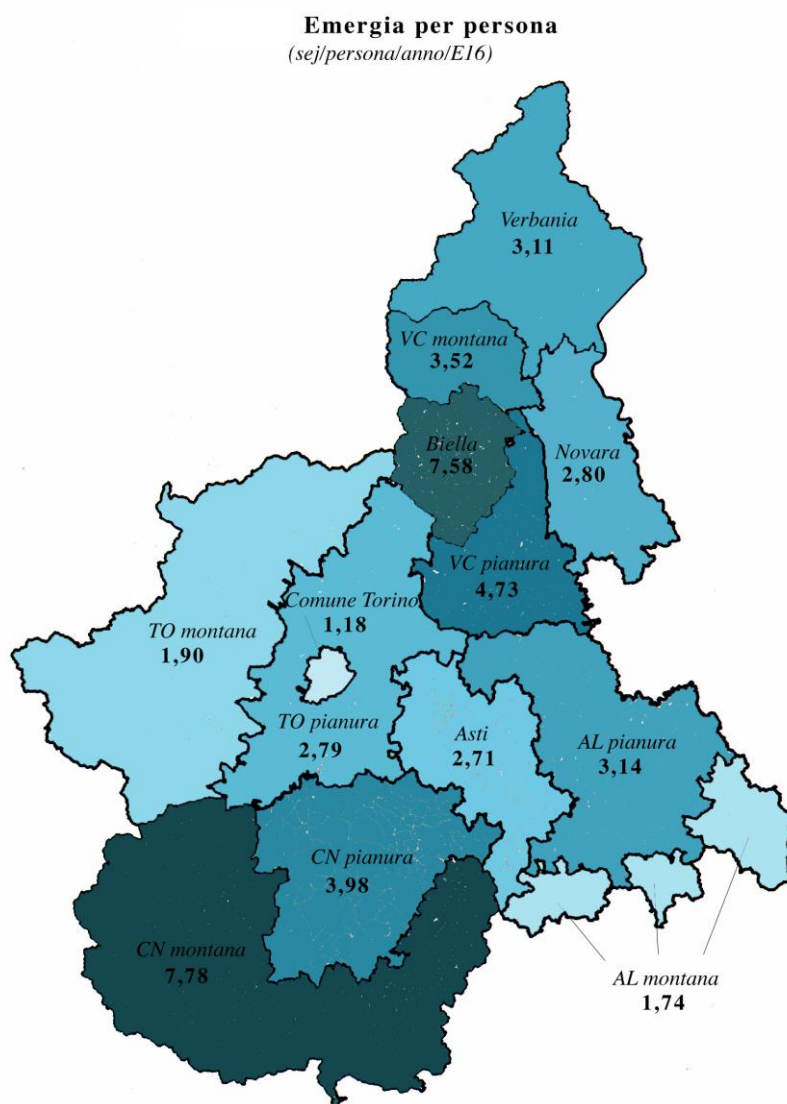 Emergia per persona
(sej/persona/anno/E16)
Verbania
3,11
VC montana
3,52
Biella
7,58
Novara
2,80
VC pianura
4,73
Comune Torino
1,18
TO montana
1,90
TO pianura
2,79
Asti
2,71
AL pianura
3,14
CN pianura
3,98
CN montana
7,78
AL montana
1,74